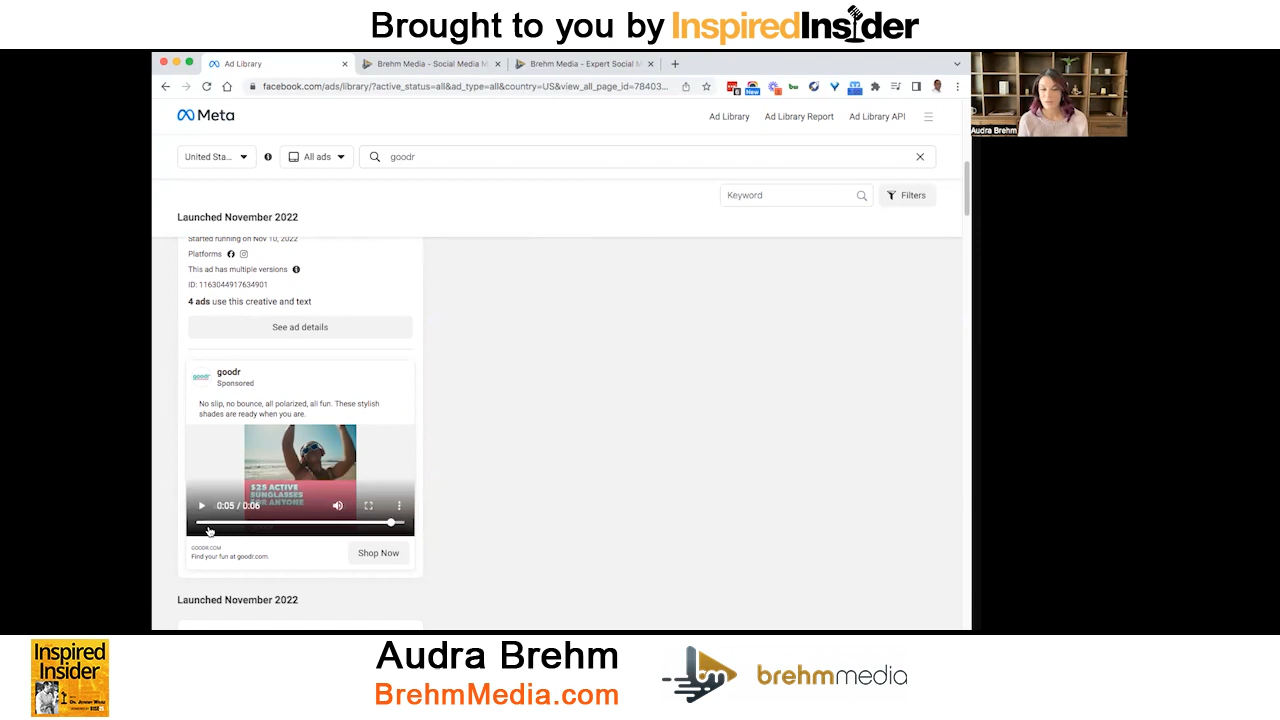 Brought to you by InspiredInsider
Ad Library
Brehm Media - Social Media M
Brehm Media - Expert Social M
facebook.com/ads/library/?active_status=all&ad_type=all&country=US&view_all_page_id=78403...
New
bw
Audra Brehm
Meta
Ad Library
Ad Library Report
Ad Library API
United Sta...
All ads
goodr
Keyword
Filters
Launched November 2022
Started running on Nov 10, 2022
Platforms
This ad has multiple versions
ID: 1163044917634901
4 ads use this creative and text
See ad details
goodr
goodr
Sponsored
No slip, no bounce, all polarized, all fun. These stylish
shades are ready when you are.
$25 ACTIVE
SUNGLASSES
FOR ANYONE
0:05 / 0:06
GOODR.COM
Find your fun at goodr.com.
Shop Now
Launched November 2022
Inspired
Insider
Audra Brehm
BrehmMedia.com
bm
brehmmedia